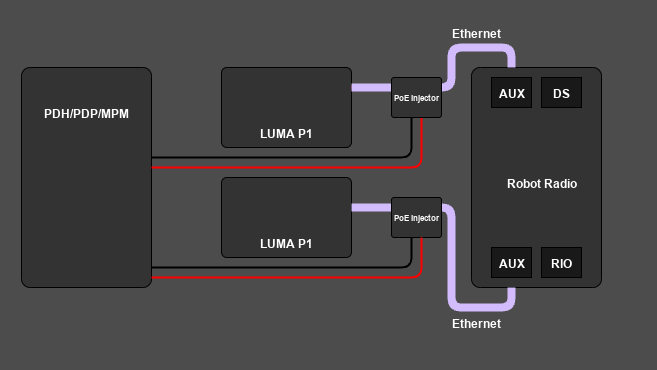 Ethernet
PDH/PDP/MPM
LUMA P1
PoE Injector
AUX
DS
Robot Radio
LUMA P1
PoE Injector
AUX
RIO
Ethernet